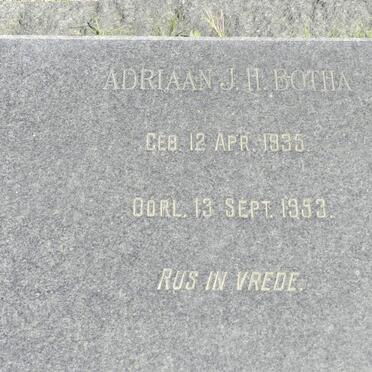 ADRIAAN J. H. BOTHA
GEB. 12 APR. 1935.
OORL. 13 SEPT. 1953.
RUS IN VREDE.